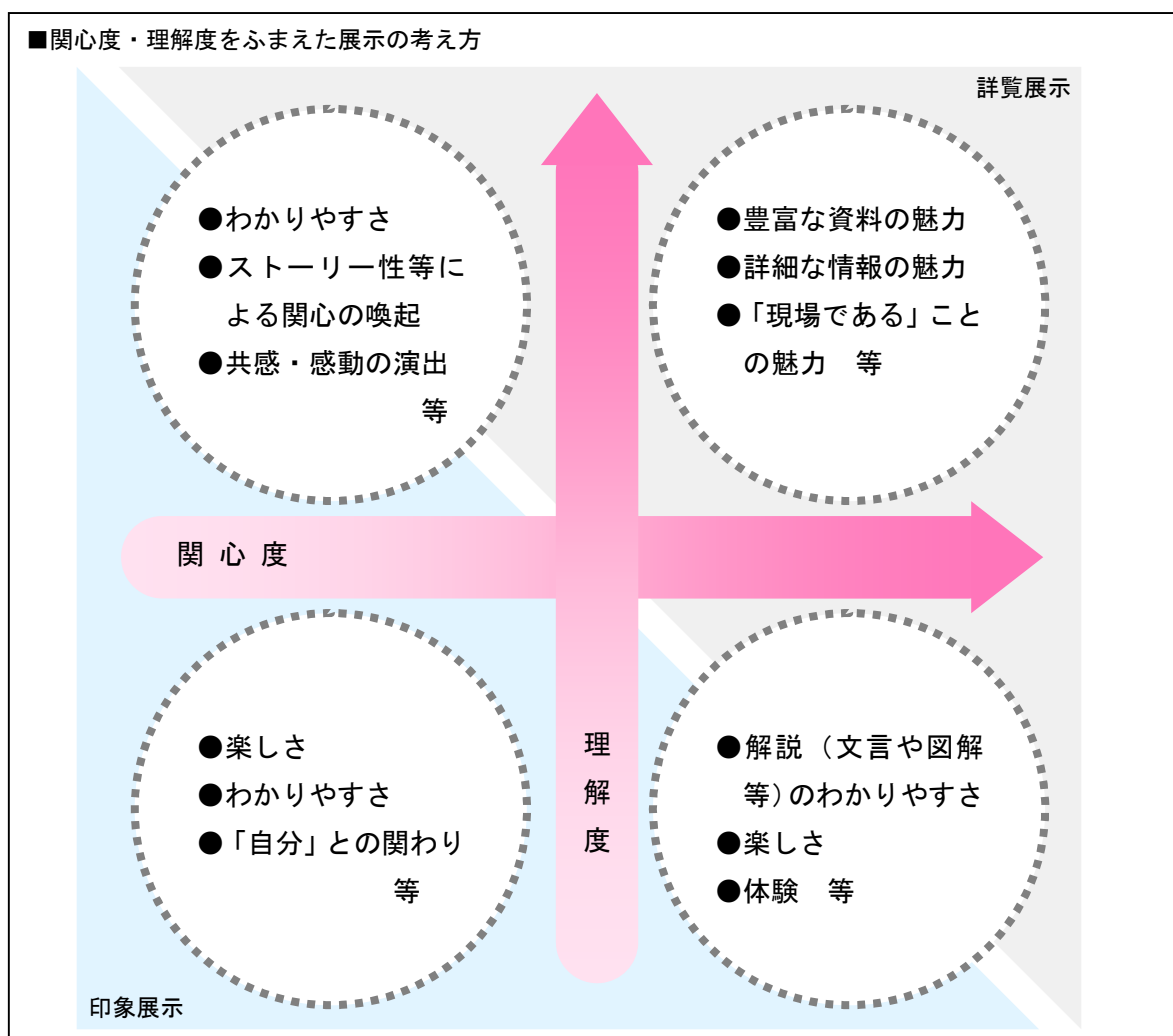 ■関心度・理解度をふまえた展示の考え方
詳覧展示
●わかりやすさ
●ストーリー性等に
よる関心の喚起
●共感・感動の演出
等
●豊富な資料の魅力
●詳細な情報の魅力
●「現場である」こと
の魅力　等
関心度
理解度
●楽しさ
●わかりやすさ
●「自分」との関わり
等
●解説（文言や図解
等）のわかりやすさ
●楽しさ
●体験　等
印象展示